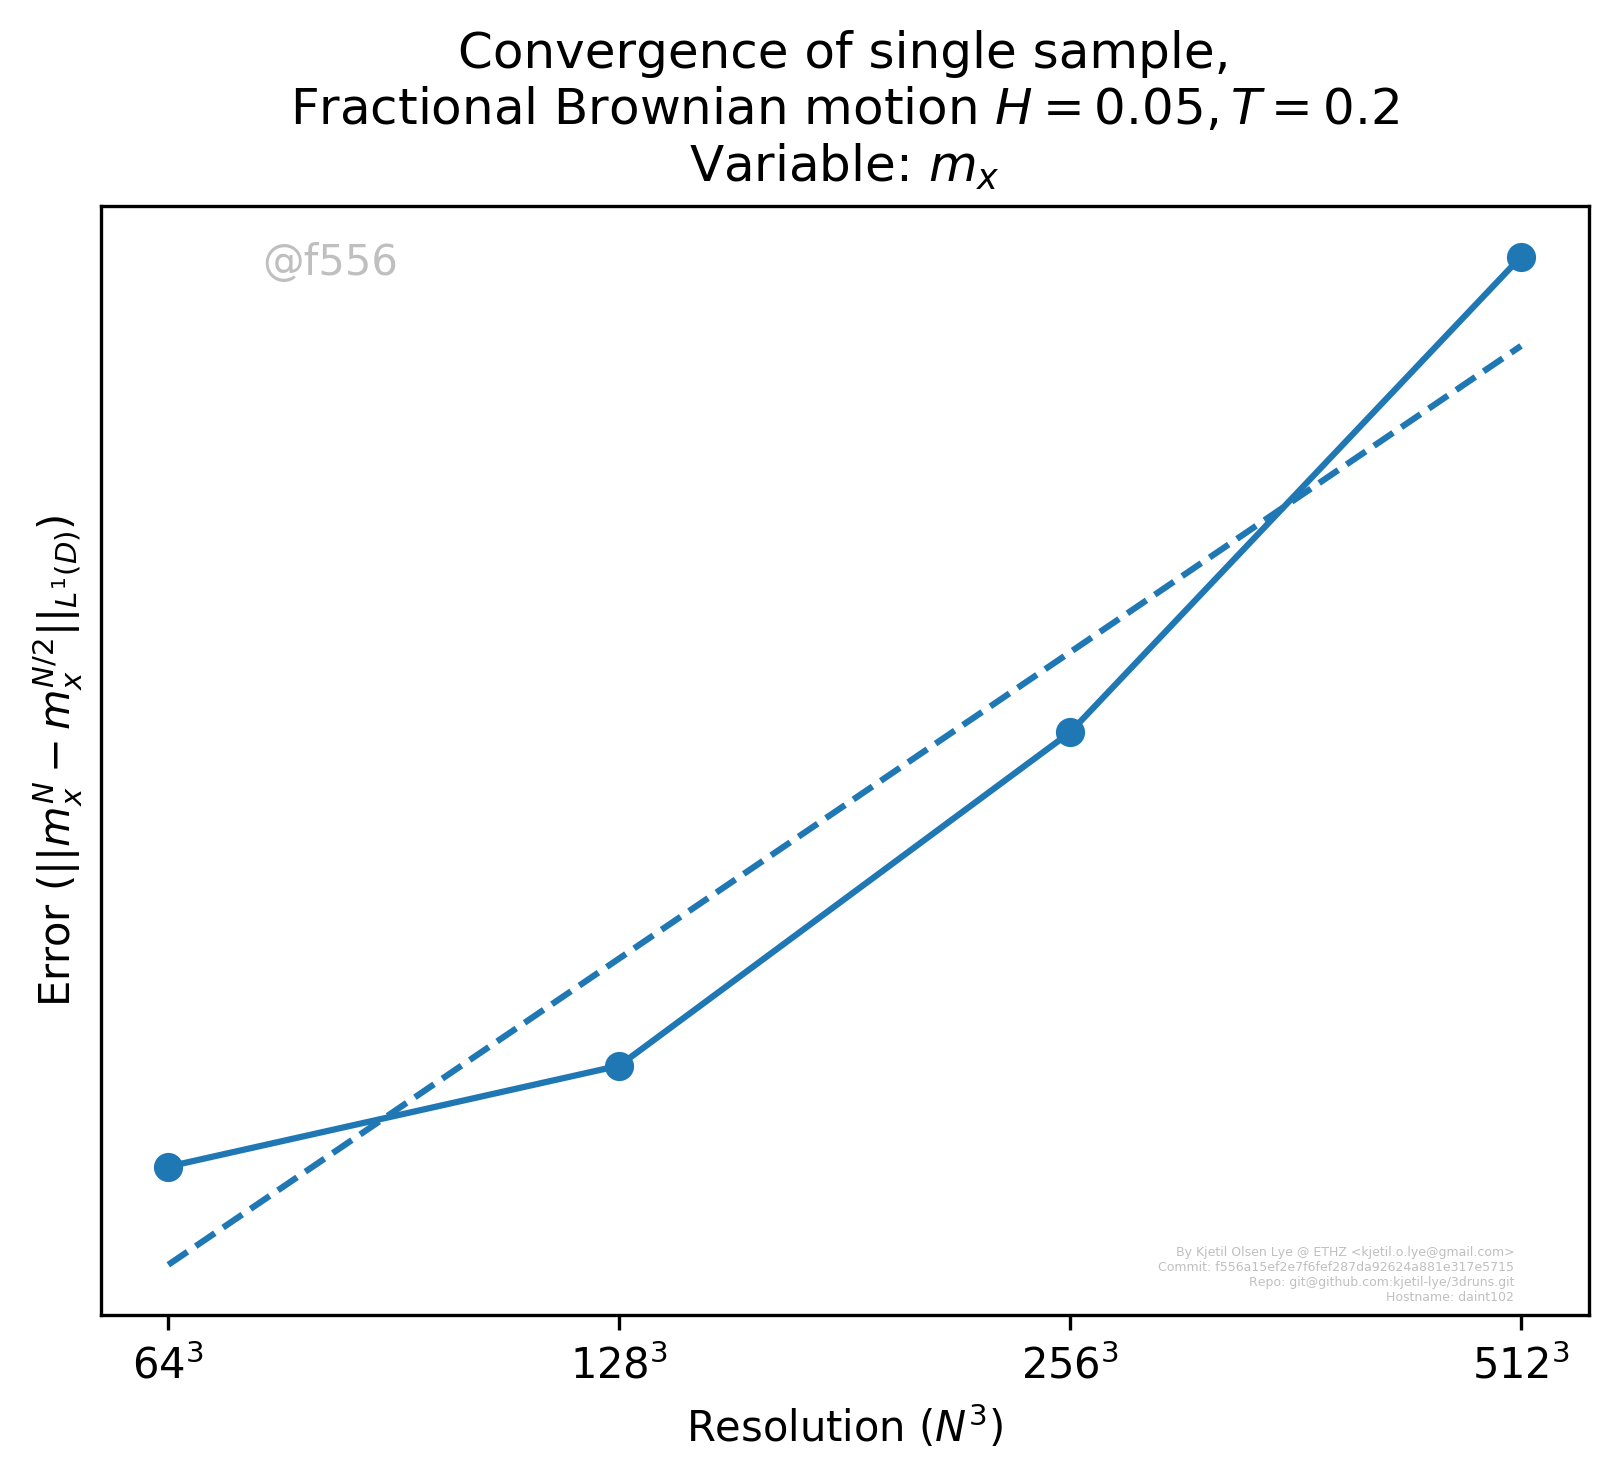 Convergence of single sample,
Fractional Brownian motion $H = 0.05, T = 0.2$
Variable: $m_x$
@f556
Error ($||m_x^N - m_x^{N/2}||_{L^1(D)}$)
By Kjetil Olsen Lye @ ETHZ <kjetil.o.lye@gmail.com>
Commit: f556a15ef2e7f6fef287da92624a881e317e5715
Repo: git@github.com:kjetil-lye/3druns.git
Hostname: daint102
$64^3$ $128^3$ $256^3$ $512^3$
Resolution ($N^3$)